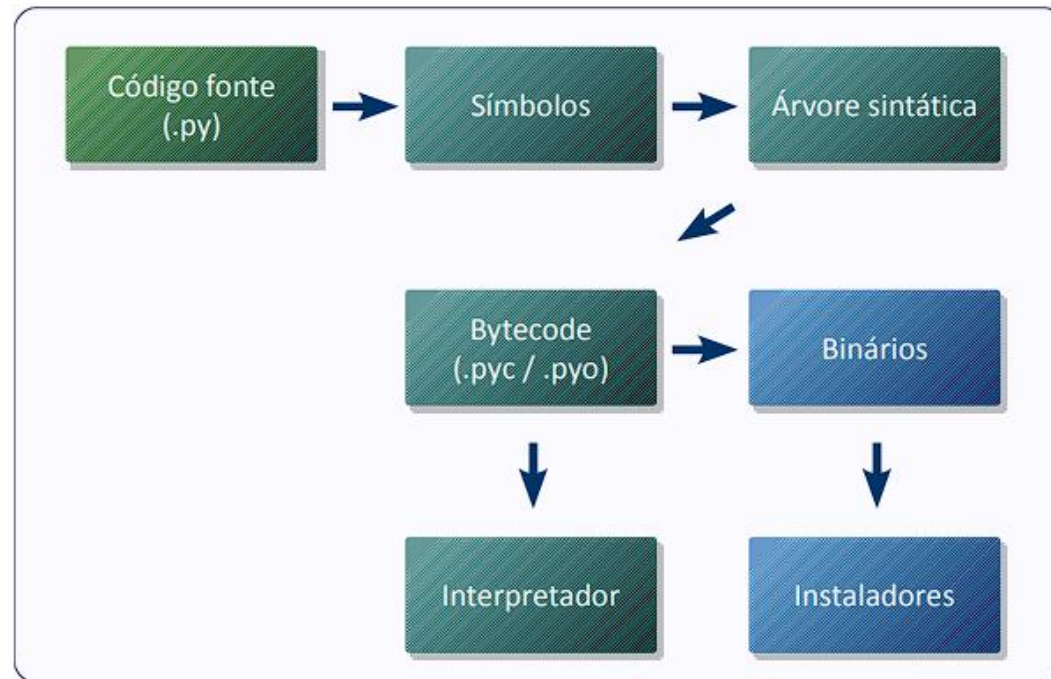 Código fonte
(.py)
Símbolos
Árvore sintática
Bytecode
(.pyc / .pyo)
Binários
Interpretador
Instaladores